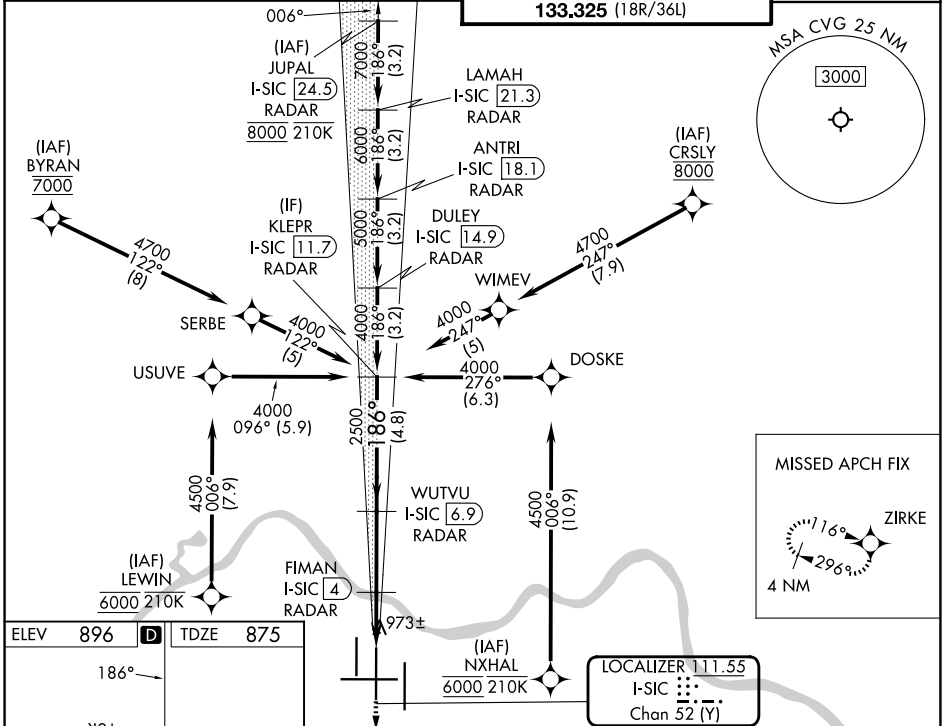 133.325 (18R/36L)
006°
(IAF)
JUPAL
I-SIC 24.5
RADAR
8000 210K
7000
186°
(3.2)
LAMAH
I-SIC 21.3
RADAR
6000
186°
(3.2)
ANTRI
I-SIC 18.1
RADAR
5000
186°
(3.2)
DULEY
I-SIC 14.9
RADAR
4000
186°
(3.2)
MSA CVG 25 NM
3000
(IAF)
BYRAN
7000
4700
122°
(8)
SERBE
4000
122°
(5)
(IF)
KLEPR
I-SIC 11.7
RADAR
(IAF)
CRSLY
8000
4700
247°
(7.9)
WIMEV
4000
247°
(5)
USUVE
4000
096° (5.9)
DOSKE
4000
276°
(6.3)
2500
186°
(4.8)
WUTVU
I-SIC 6.9
RADAR
4500
006°
(7.9)
(IAF)
LEWIN
6000 210K
4500
006°
(10.9)
FIMAN
I-SIC 4
RADAR
973±
(IAF)
NXHAL
6000 210K
MISSED APCH FIX
ZIRKE
116°
296°
4 NM
LOCALIZER 111.55
I-SIC
Chan 52 (Y)
ELEV 896 D TDZE 875
186°